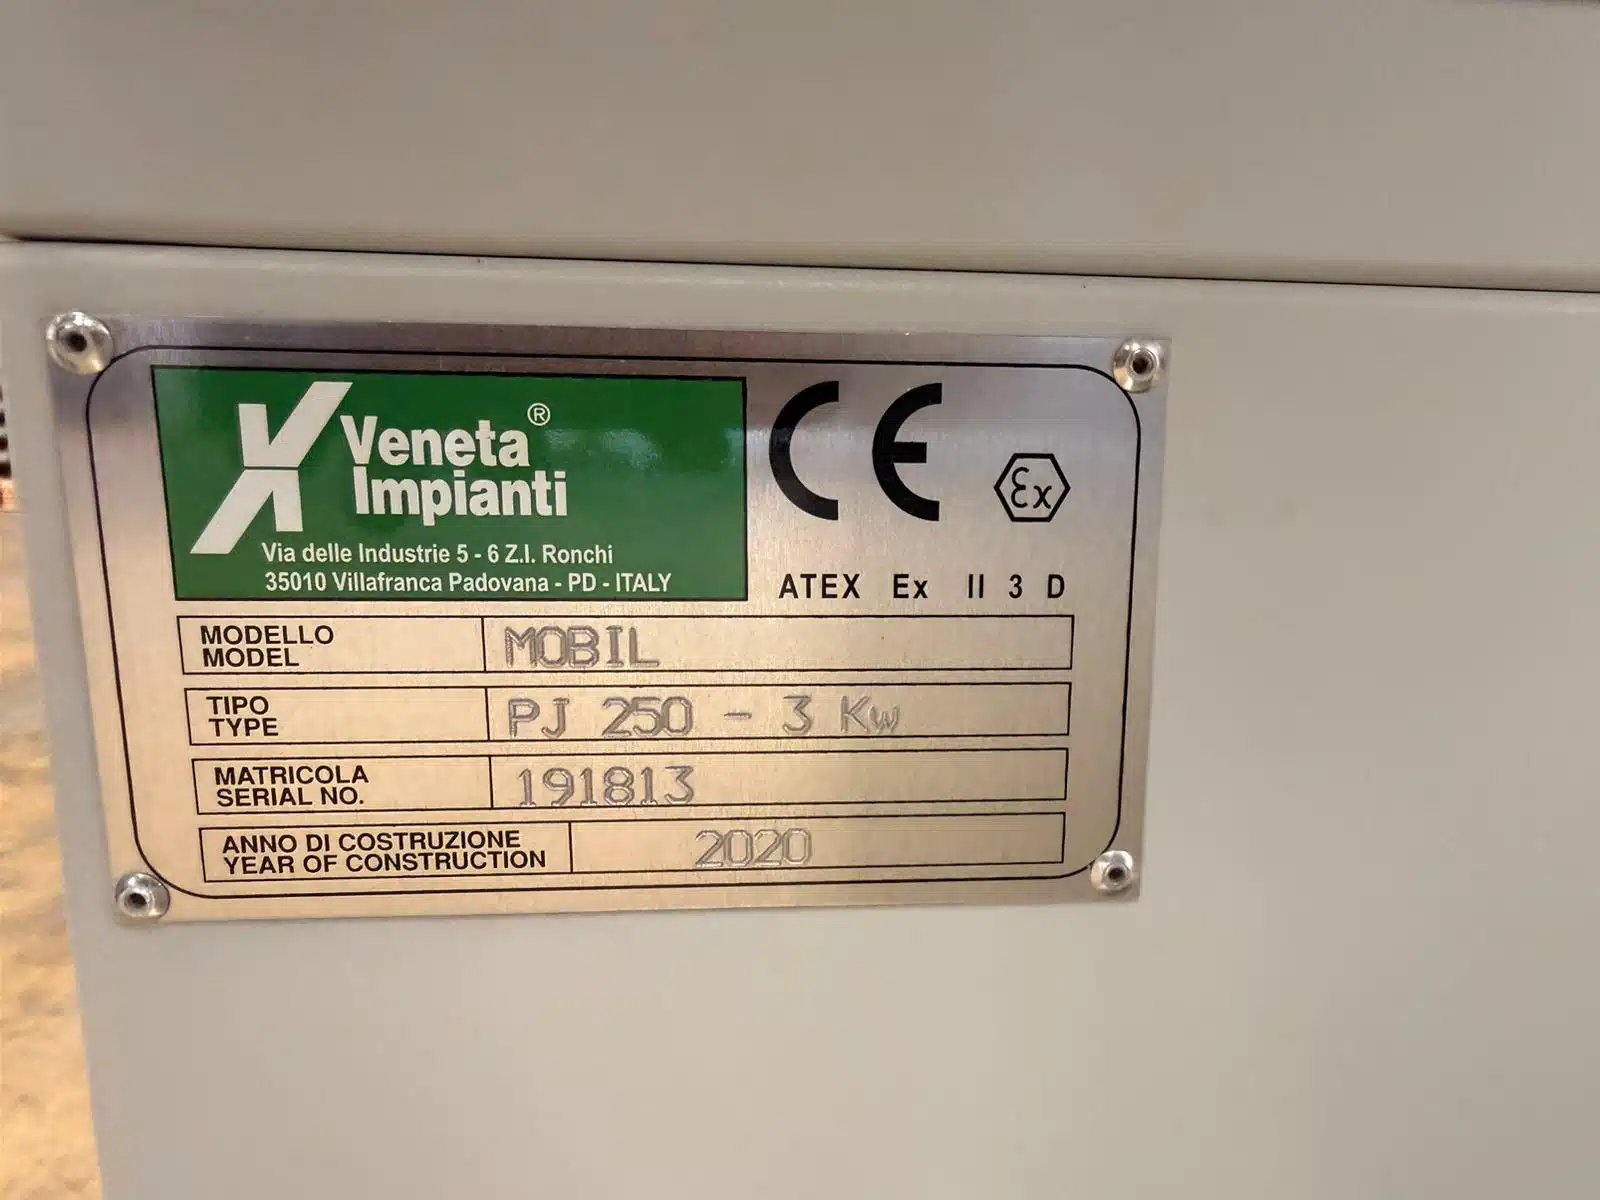 Veneta ®
Impianti
Via delle Industrie 5 - 6 Z.I. Ronchi
35010 Villafranca Padovana - PD - ITALY
CE
Ex
ATEX Ex II 3 D
MODELLO
MODEL
MOBIL
TIPO
TYPE
PJ 250 - 3 Kw
MATRICOLA
SERIAL NO.
191813
ANNO DI COSTRUZIONE
YEAR OF CONSTRUCTION
2020